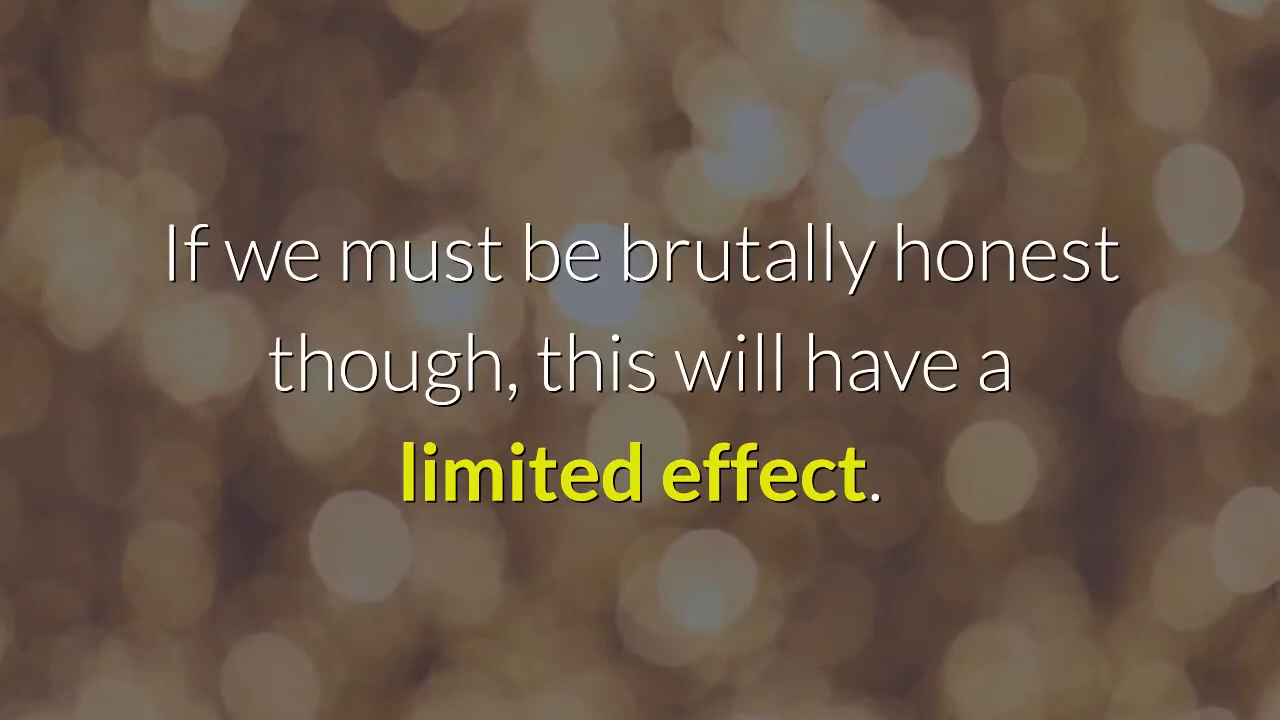 If we must be brutally honest
though, this will have a
limited effect.